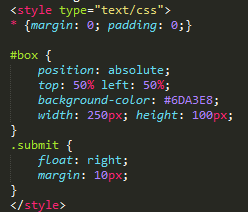 <style type="text/css">
* {margin: 0; padding: 0;}
#box {
position: absolute;
top: 50% left: 50%;
background-color: #6DA3E8;
width: 250px; height: 100px;
}
.submit {
float: right;
margin: 10px;
}
</style>